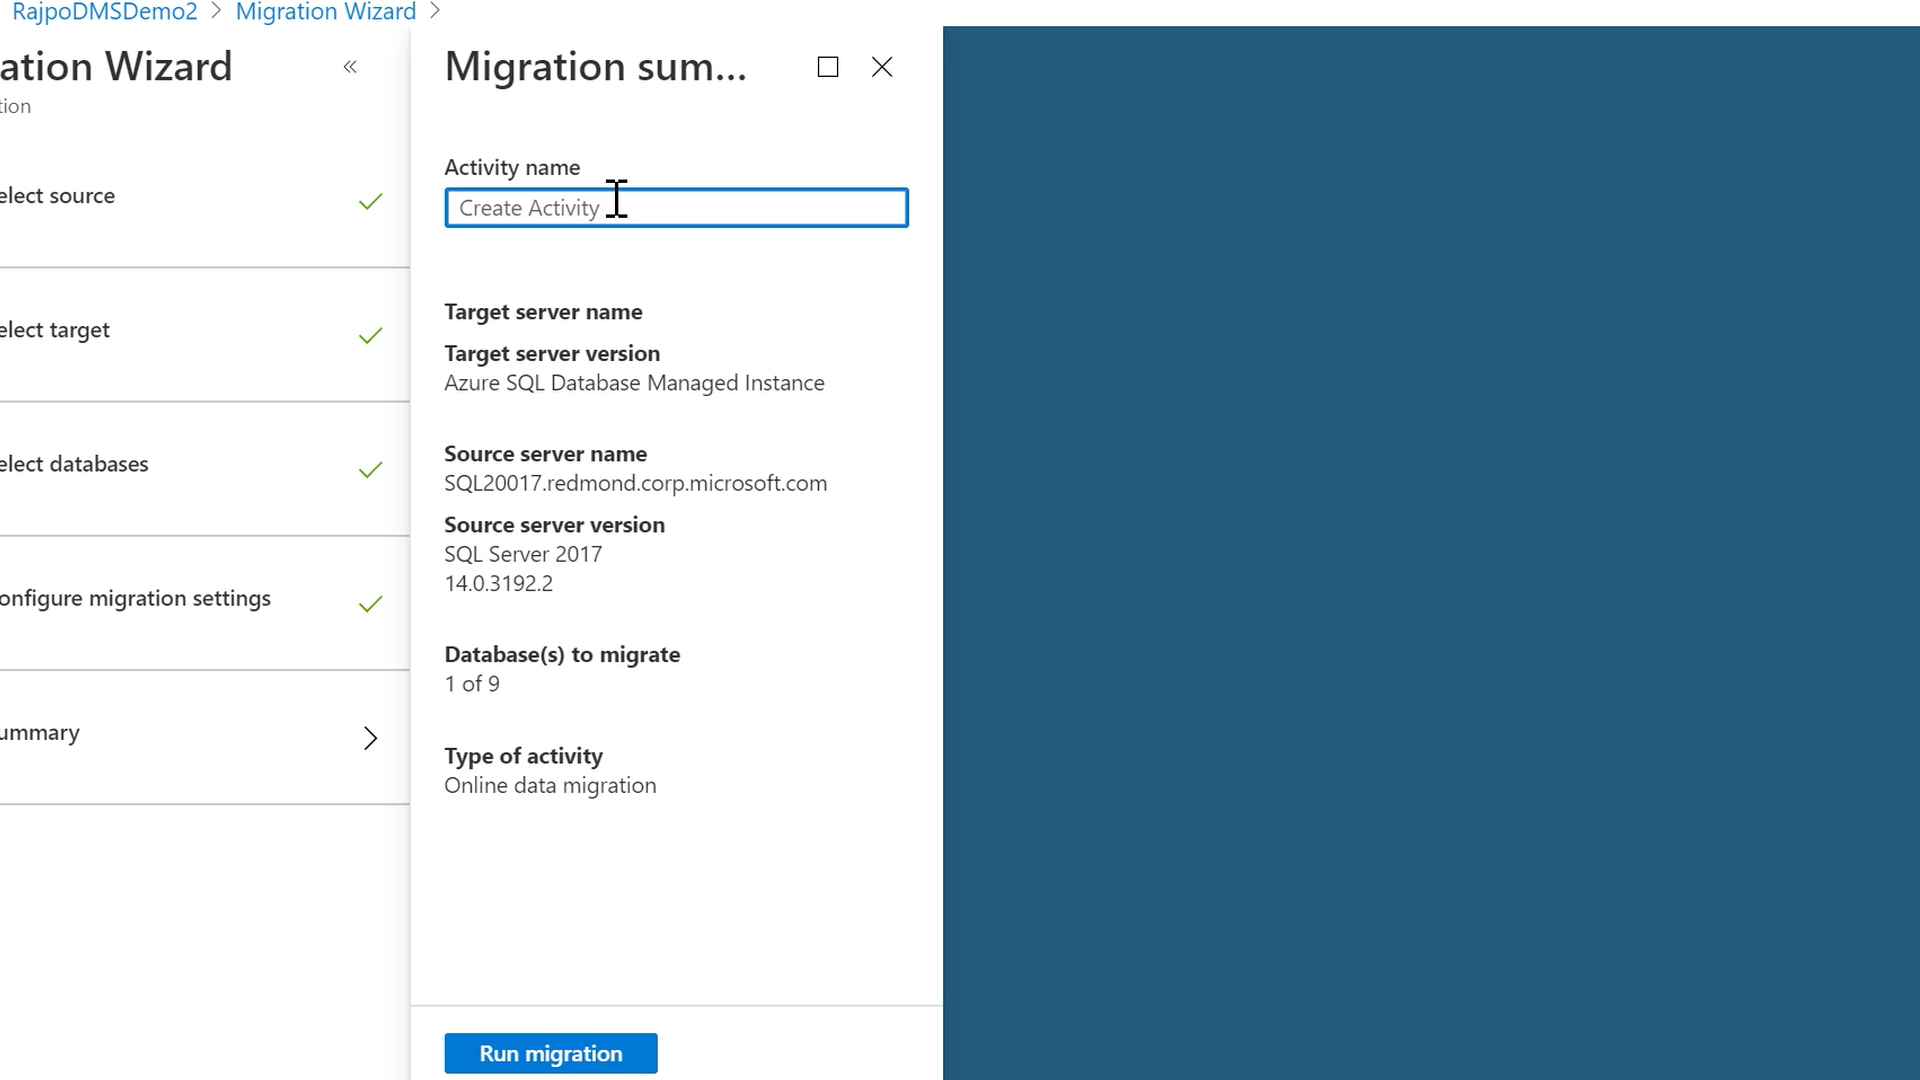 RajpoDMSDemo2 > Migration Wizard >
ation Wizard
tion
elect source
elect target
elect databases
onfigure migration settings
ummary
Migration sum...
Activity name
Create Activity
Target server name
Target server version
Azure SQL Database Managed Instance
Source server name
SQL20017.redmond.corp.microsoft.com
Source server version
SQL Server 2017
14.0.3192.2
Database(s) to migrate
1 of 9
Type of activity
Online data migration
Run migration